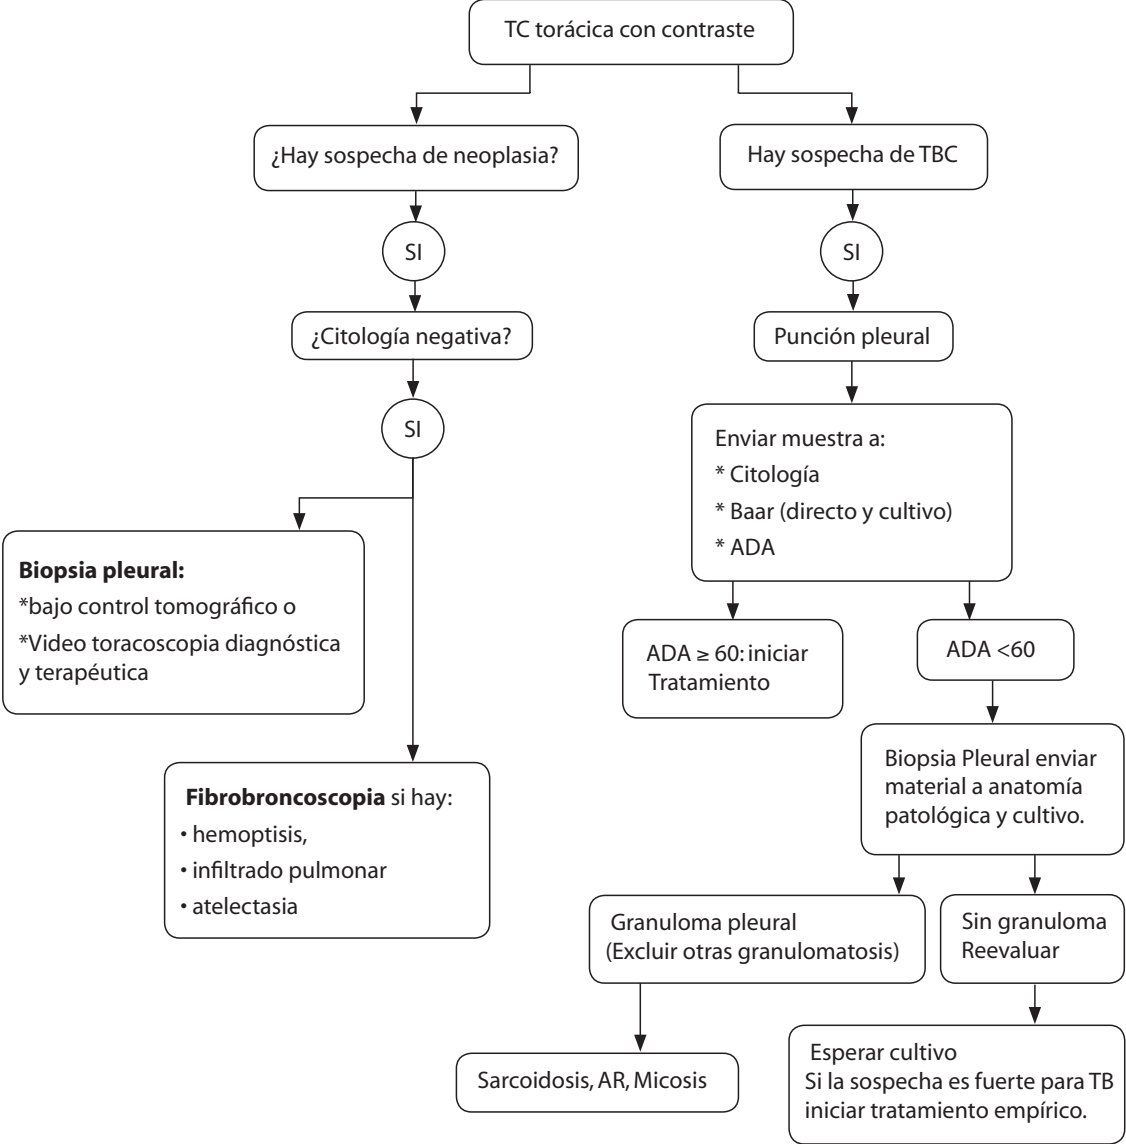 TC torácica con contraste
¿Hay sospecha de neoplasia?
Hay sospecha de TBC
SI
SI
¿Citología negativa?
Punción pleural
SI
Enviar muestra a:
* Citología
* Baar (directo y cultivo)
* ADA
Biopsia pleural:
*bajo control tomográfico o
*Video toracoscopia diagnóstica
y terapéutica
ADA ≥ 60: iniciar
Tratamiento
ADA <60
Fibrobroncoscopia si hay:
• hemoptisis,
• infiltrado pulmonar
• atelectasia
Biopsia Pleural enviar
material a anatomía
patológica y cultivo.
Granuloma pleural
(Excluir otras granulomatosis)
Sin granuloma
Reevaluar
Sarcoidosis, AR, Micosis
Esperar cultivo
Si la sospecha es fuerte para TB
iniciar tratamiento empírico.